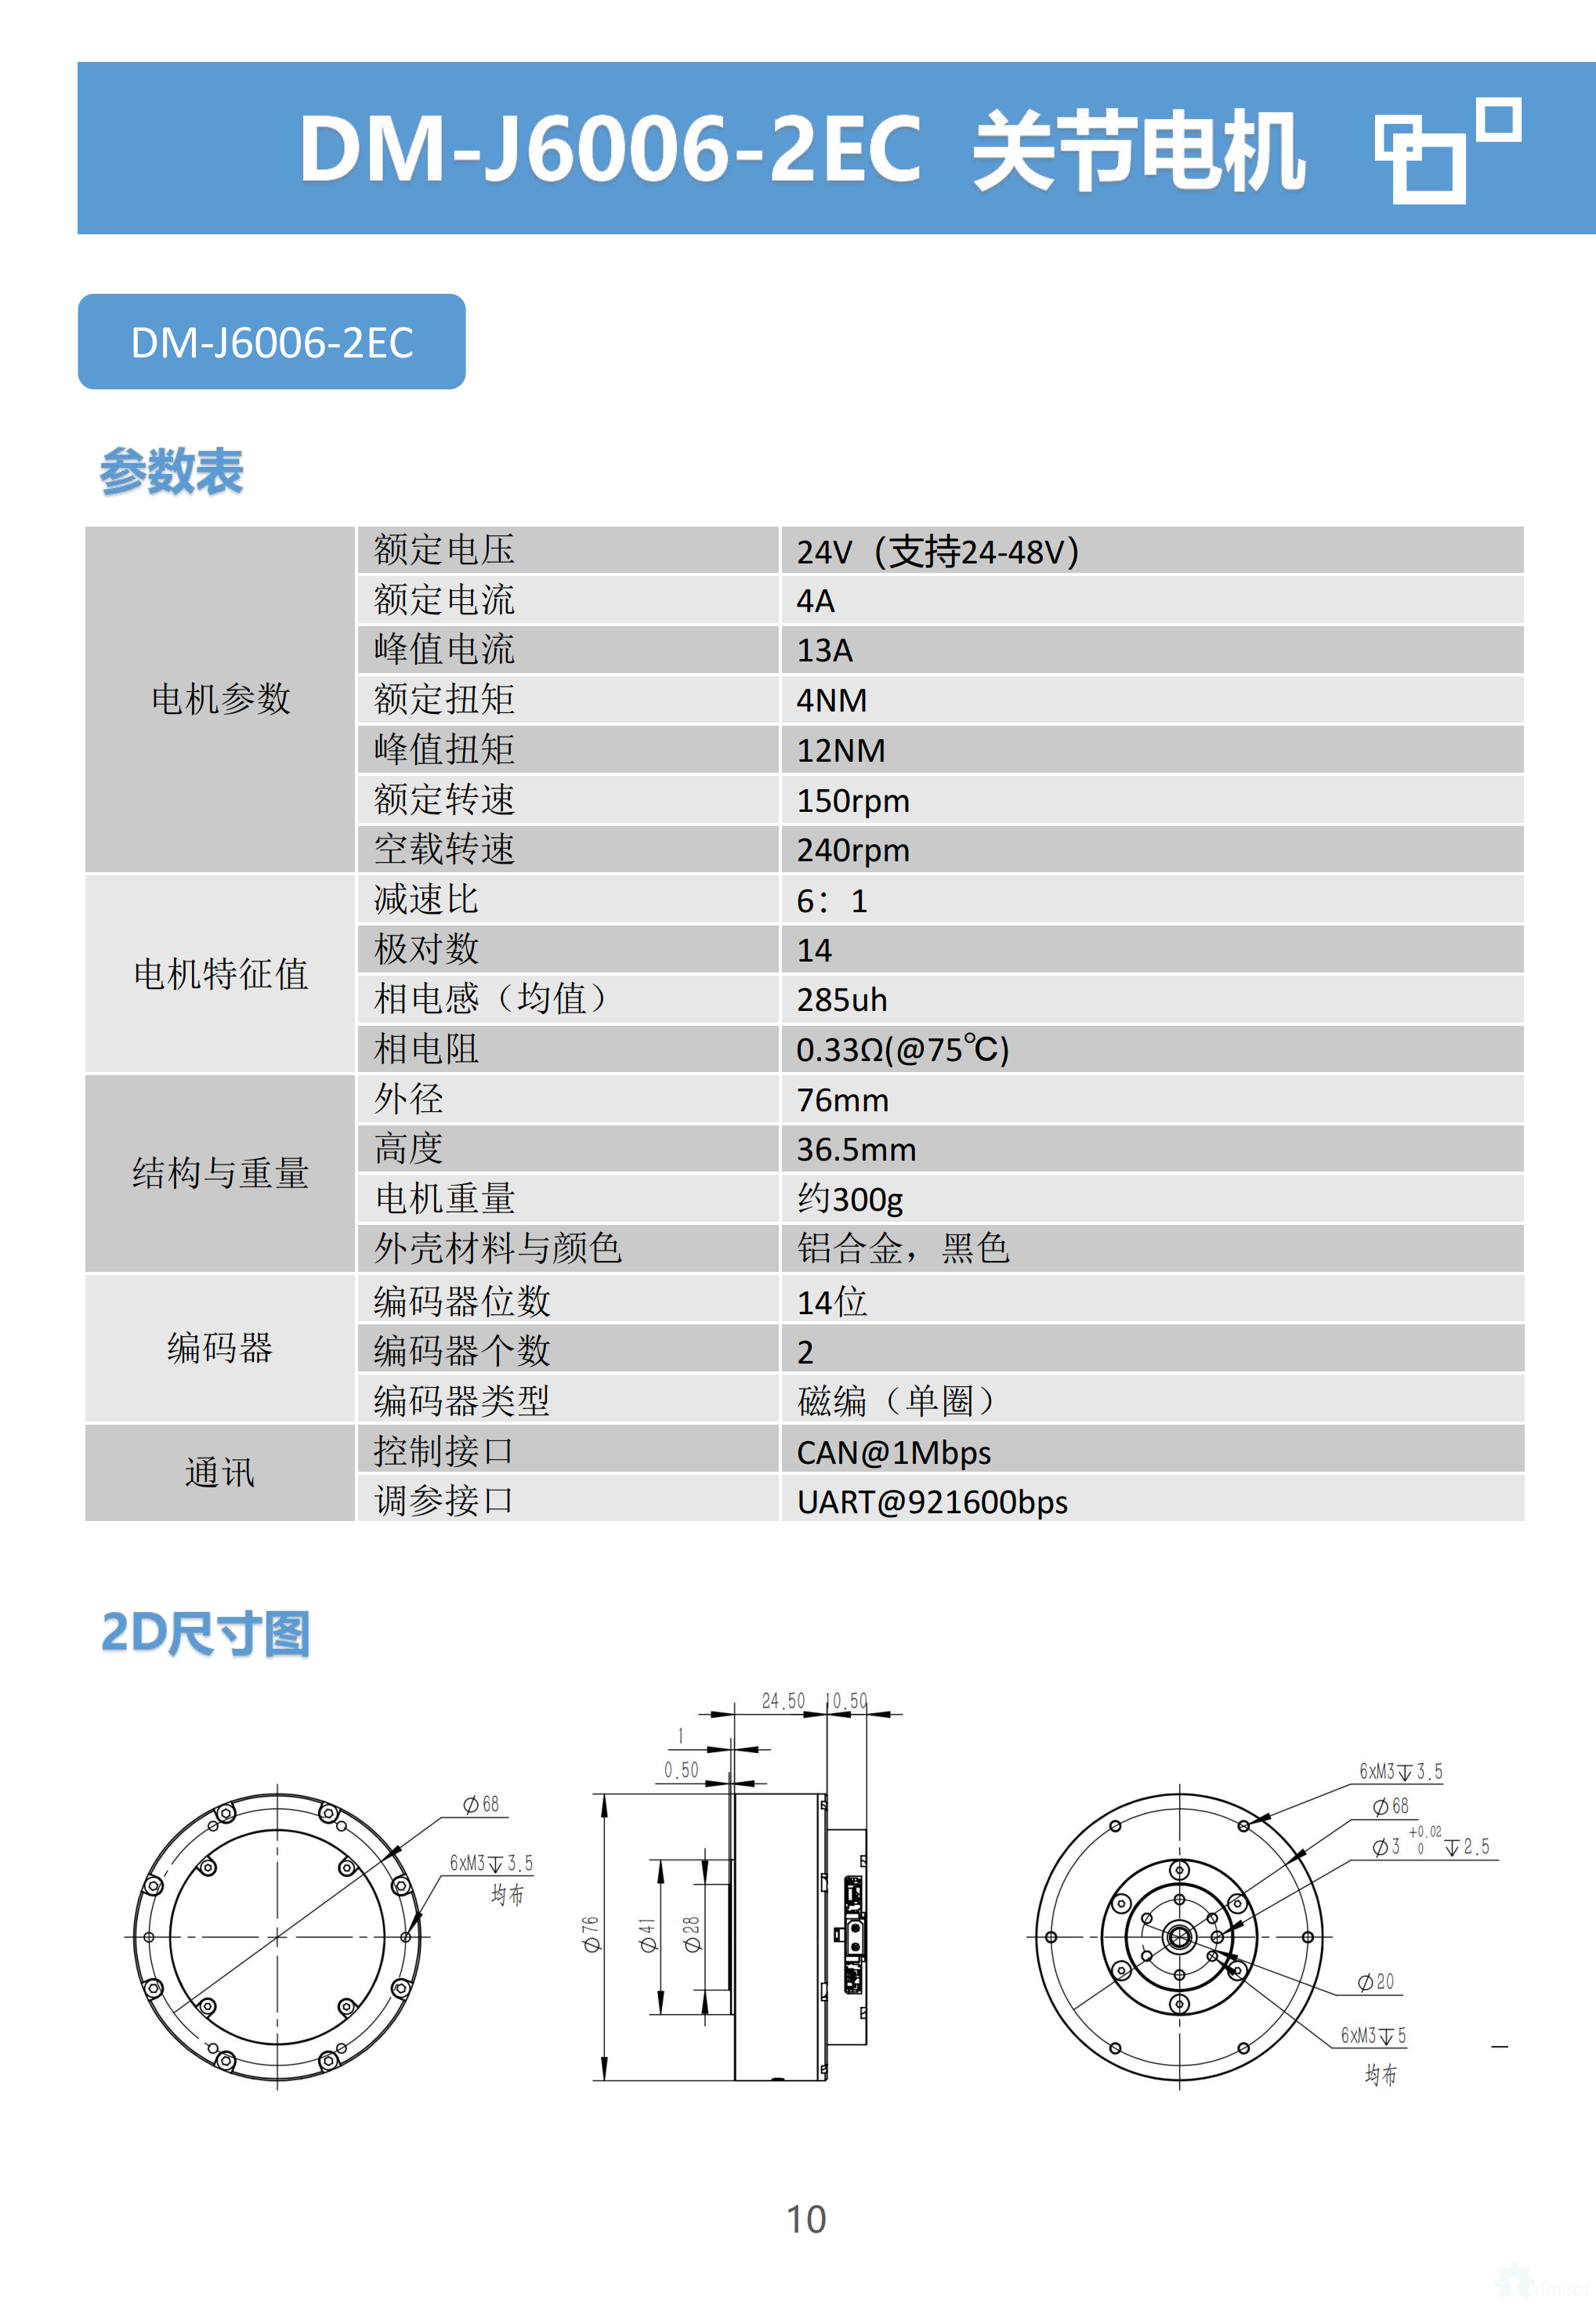 DM-J6006-2EC 关节电机
DM-J6006-2EC
参数表
电机参数
额定电压 24V（支持24-48V）
额定电流 4A
峰值电流 13A
额定扭矩 4NM
峰值扭矩 12NM
额定转速 150rpm
空载转速 240rpm
电机特征值
减速比 6：1
极对数 14
相电感（均值） 285uh
相电阻 0.33Ω(@75℃)
结构与重量
外径 76mm
高度 36.5mm
电机重量 约300g
外壳材料与颜色 铝合金，黑色
编码器
编码器位数 14位
编码器个数 2
编码器类型 磁编（单圈）
通讯
控制接口 CAN@1Mbps
调参接口 UART@921600bps
2D尺寸图
∅68
6xM3↧3.5
均布
24.50 10.50
1
0.50
∅76
∅41
∅28
6xM3↧3.5
∅68
∅3 +0.02 0 ↧2.5
∅20
6xM3↧5
均布
10
dmBot